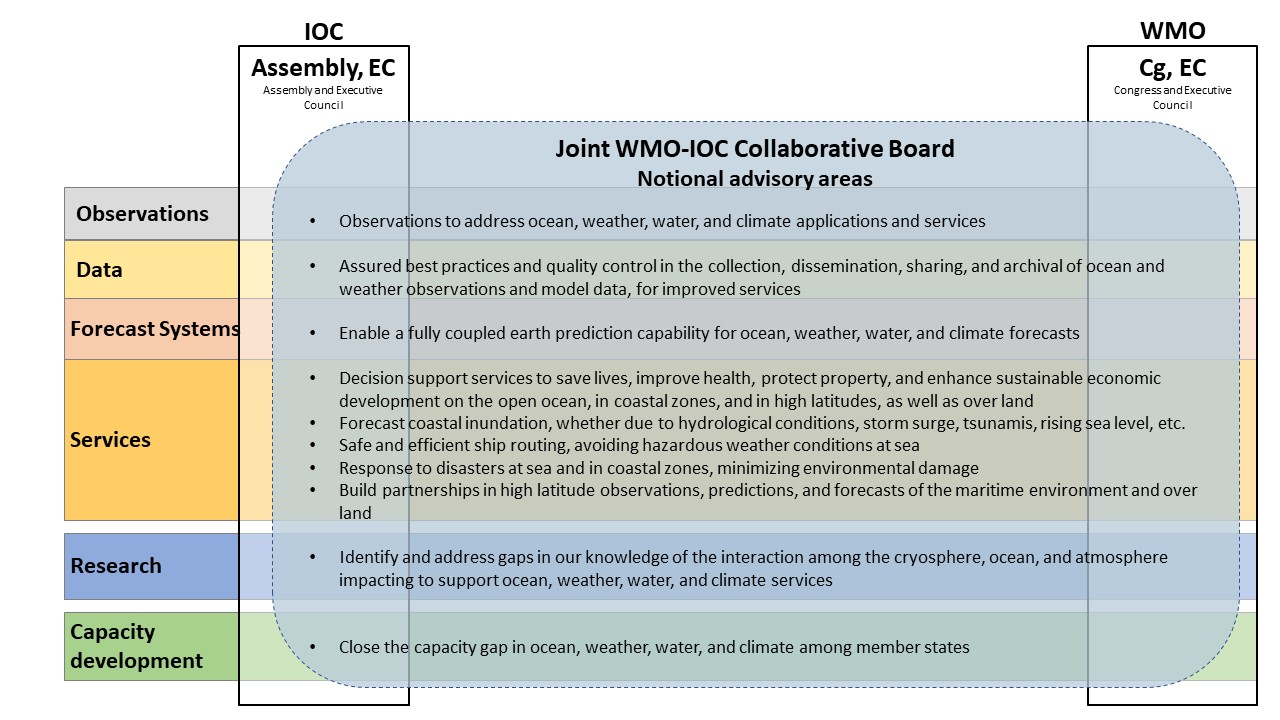 IOC
WMO
Assembly, EC
Assembly and Executive
Council
Cg, EC
Congress and Executive
Council
Joint WMO-IOC Collaborative Board
Notional advisory areas
Observations
• Observations to address ocean, weather, water, and climate applications and services
Data
• Assured best practices and quality control in the collection, dissemination, sharing, and archival of ocean and
weather observations and model data, for improved services
Forecast Systems
• Enable a fully coupled earth prediction capability for ocean, weather, water, and climate forecasts
Services
• Decision support services to save lives, improve health, protect property, and enhance sustainable economic
development on the open ocean, in coastal zones, and in high latitudes, as well as over land
• Forecast coastal inundation, whether due to hydrological conditions, storm surge, tsunamis, rising sea level, etc.
• Safe and efficient ship routing, avoiding hazardous weather conditions at sea
• Response to disasters at sea and in coastal zones, minimizing environmental damage
• Build partnerships in high latitude observations, predictions, and forecasts of the maritime environment and over
land
Research
• Identify and address gaps in our knowledge of the interaction among the cryosphere, ocean, and atmosphere
impacting to support ocean, weather, water, and climate services
Capacity
development
• Close the capacity gap in ocean, weather, water, and climate among member states